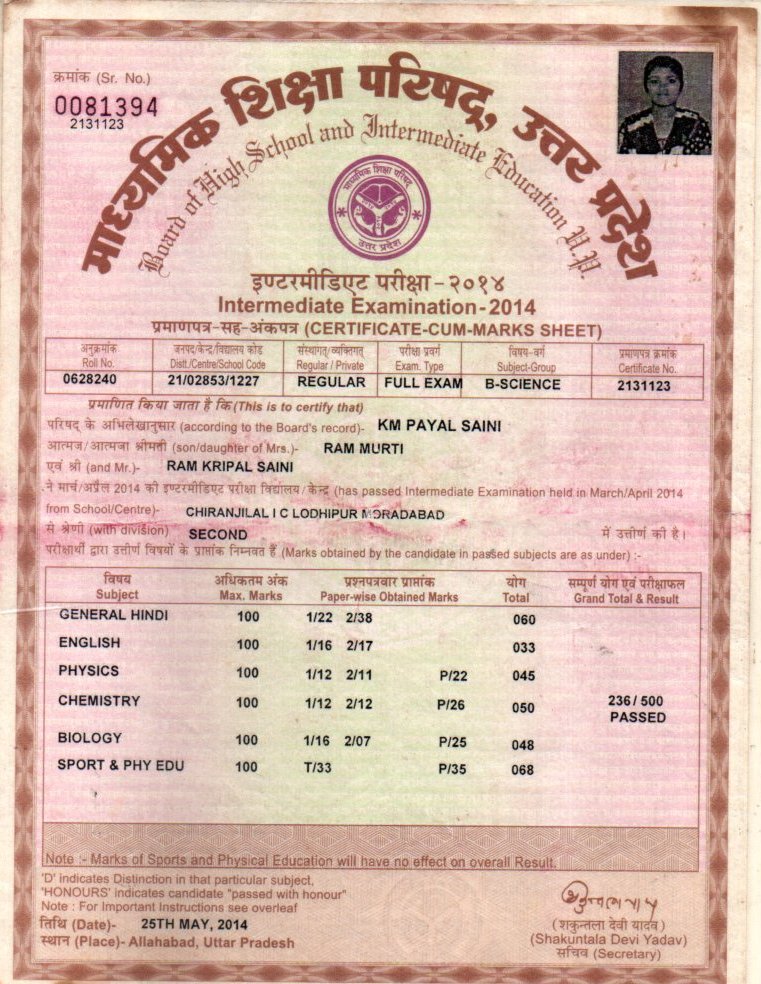 क्रमांक (Sr. No.)
0081394
2131123
माध्यमिक शिक्षा परिषद्, उत्तर प्रदेश
Board of High School and Intermediate Education U.P.
माध्यमिक शिक्षा परिषद्
उत्तर प्रदेश
इण्टरमीडिएट परीक्षा - २०१४
Intermediate Examination-2014
प्रमाणपत्र-सह-अंकपत्र (CERTIFICATE-CUM-MARKS SHEET)
अनुक्रमांक जनपद/केन्द्र/विद्यालय कोड संस्थागत/व्यक्तिगत परीक्षा प्रवर्ग विषय-वर्ग प्रमाणपत्र क्रमांक
Roll No. Distt./Centre/School Code Regular / Private Exam. Type Subject-Group Certificate No.
0628240 21/02853/1227 REGULAR FULL EXAM B-SCIENCE 2131123
प्रमाणित किया जाता है कि (This is to certify that)
परिषद् के अभिलेखानुसार (according to the Board's record)- KM PAYAL SAINI
आत्मज/आत्मजा श्रीमती (son/daughter of Mrs.)- RAM MURTI
एवं श्री (and Mr.)- RAM KRIPAL SAINI
ने मार्च/अप्रैल 2014 की इण्टरमीडिएट परीक्षा विद्यालय/केन्द्र (has passed Intermediate Examination held in March/April 2014
from School/Centre)- CHIRANJILAL I C LODHIPUR MORADABAD
से श्रेणी (with division) SECOND में उत्तीर्ण की है।
परीक्षार्थी द्वारा उत्तीर्ण विषयों के प्राप्तांक निम्नवत हैं (Marks obtained by the candidate in passed subjects are as under) :-
विषय अधिकतम अंक प्रश्नपत्रवार प्राप्तांक योग सम्पूर्ण योग एवं परीक्षाफल
Subject Max. Marks Paper-wise Obtained Marks Total Grand Total & Result
GENERAL HINDI 100 1/22 2/38 060
ENGLISH 100 1/16 2/17 033
PHYSICS 100 1/12 2/11 P/22 045
CHEMISTRY 100 1/12 2/12 P/26 050 236/500
PASSED
BIOLOGY 100 1/16 2/07 P/25 048
SPORT & PHY EDU 100 T/33 P/35 068
Note :- Marks of Sports and Physical Education will have no effect on overall Result.
'D' indicates Distinction in that particular subject,
'HONOURS' indicates candidate "passed with honour"
Note : For Important Instructions see overleaf
तिथि (Date)- 25TH MAY, 2014
स्थान (Place)- Allahabad, Uttar Pradesh
(शकुन्तला देवी यादव)
(Shakuntala Devi Yadav)
सचिव (Secretary)